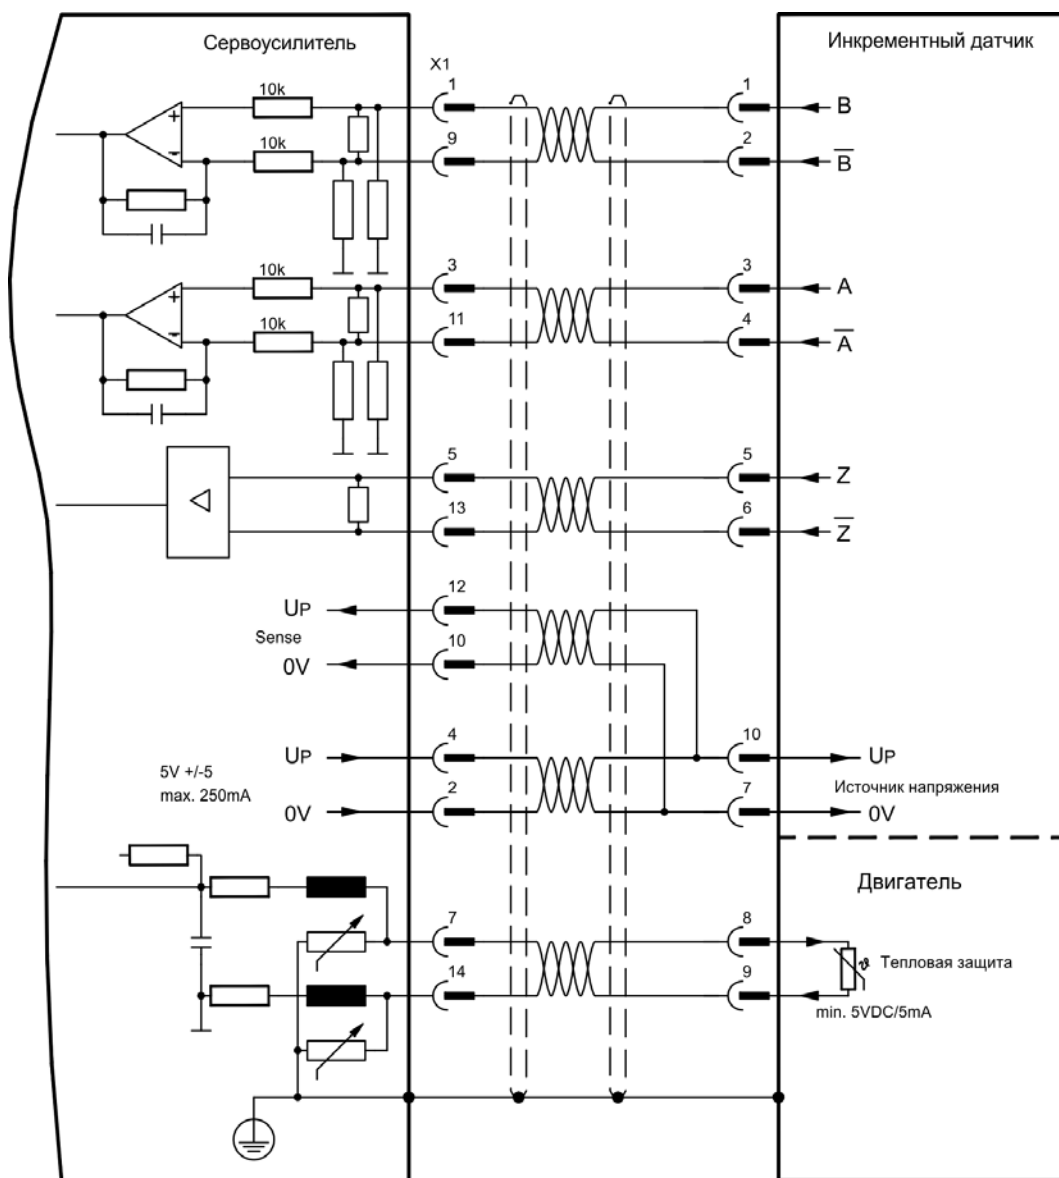 Сервоусилитель
Инкрементный датчик
X1
10k
1
1
B
10k
9
2
B̅
10k
3
3
A
10k
11
4
A̅
5
5
Z
13
6
Z̅
UP
12
Sense
10
0V
UP
4
10
UP
5V +/-5
max. 250mA
Источник напряжения
0V
2
7
0V
Двигатель
7
8
Тепловая защита
14
9
min. 5VDC/5mA
+
-
+
-
ϑ